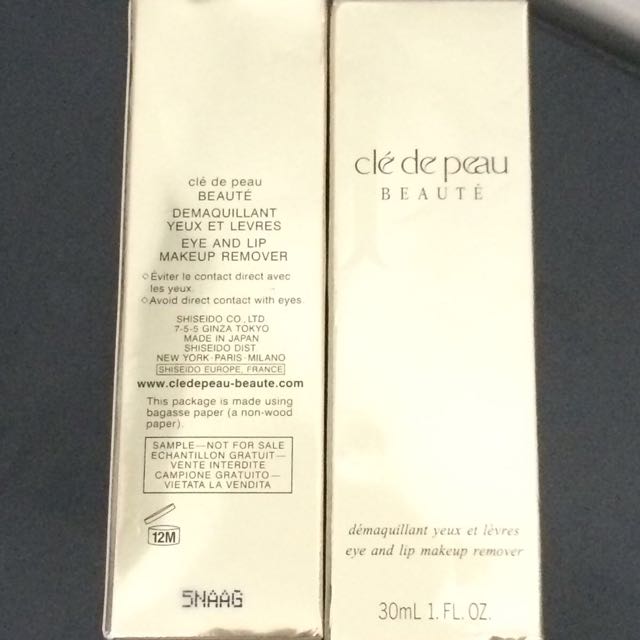 clé de peau
BEAUTÉ
DEMAQUILLANT
YEUX ET LEVRES
EYE AND LIP
MAKEUP REMOVER
◇Éviter le contact direct avec
les yeux.
◇Avoid direct contact with eyes.
SHISEIDO CO., LTD
7-5-5 GINZA TOKYO
MADE IN JAPAN
SHISEIDO DIST
NEW YORK·PARIS·MILANO
SHISEIDO EUROPE, FRANCE
www.cledepeau-beaute.com
This package is made using
bagasse paper (a non-wood
paper).
SAMPLE—NOT FOR SALE
ECHANTILLON GRATUIT—
VENTE INTERDITE
CAMPIONE GRATUITO—
VIETATA LA VENDITA
12M
5NAAG
clé de peau
BEAUTÉ
démaquillant yeux et lèvres
eye and lip makeup remover
30mL 1. FL. OZ.